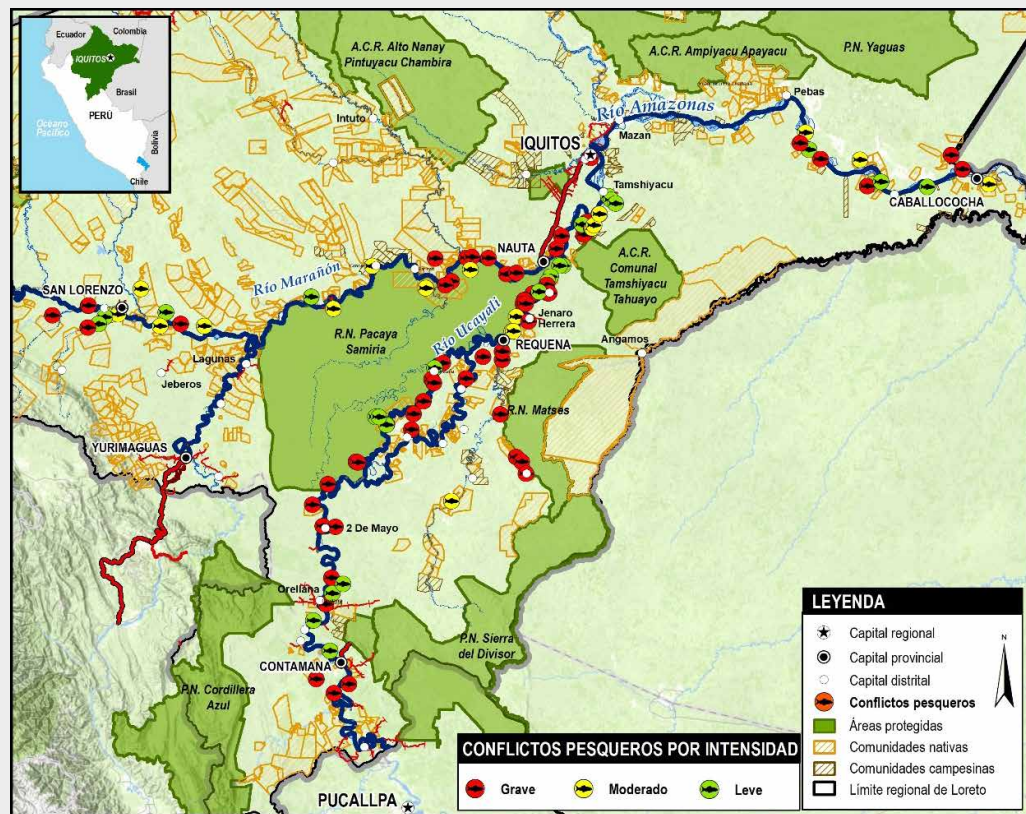 Ecuador
Colombia
IQUITOS
Brasil
PERÚ
Océano
Pacífico
Bolivia
Chile
A.C.R. Alto Nanay
Pintuyacu Chambira
A.C.R. Ampiyacu Apayacu
P.N. Yaguas
Pebas
Río Amazonas
Mazan
Intuto
IQUITOS
Tamshiyacu
CABALLOCOCHA
NAUTA
A.C.R.
Comunal
Tamshiyacu
Tahuayo
Río Marañón
SAN LORENZO
R.N. Pacaya
Samiria
Río Ucayali
Jenaro
Herrera
REQUENA
Angamos
Lagunas
Jeberos
R.N. Matses
YURIMAGUAS
2 De Mayo
Orellana
CONTAMANA
P.N. Sierra
del Divisor
P.N. Cordillera
Azul
PUCALLPA
LEYENDA
N
Capital regional
Capital provincial
Capital distrital
Conflictos pesqueros
Áreas protegidas
Comunidades nativas
Comunidades campesinas
Límite regional de Loreto
CONFLICTOS PESQUEROS POR INTENSIDAD
Grave
Moderado
Leve